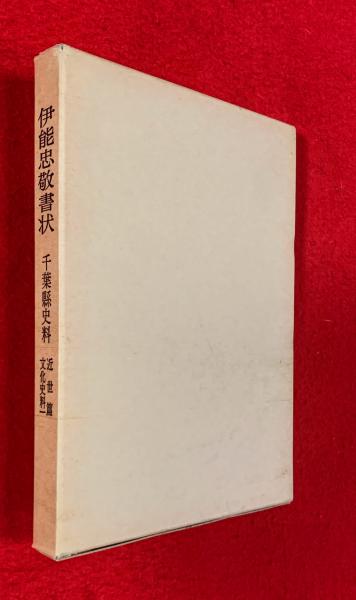 伊能忠敬書状
千葉縣史料
近世篇
文化史料一